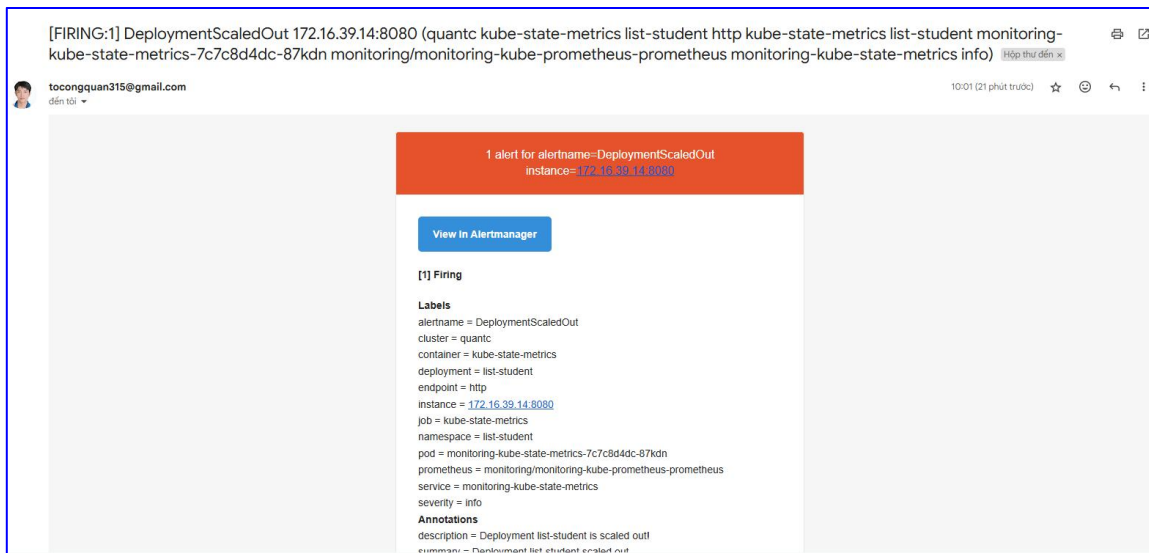 [FIRING:1] DeploymentScaledOut 172.16.39.14:8080 (quantc kube-state-metrics list-student http kube-state-metrics list-student monitoring-
kube-state-metrics-7c7c8d4dc-87kdn monitoring/monitoring-kube-prometheus-prometheus monitoring-kube-state-metrics info) Hộp thư đến x
tocongquan315@gmail.com
10:01 (21 phút trước)
đến tôi
1 alert for alertname=DeploymentScaledOut
instance=172.16.39.14:8080
View In Alertmanager
[1] Firing
Labels
alertname = DeploymentScaledOut
cluster = quantc
container = kube-state-metrics
deployment = list-student
endpoint = http
instance = 172.16.39.14:8080
job = kube-state-metrics
namespace = list-student
pod = monitoring-kube-state-metrics-7c7c8d4dc-87kdn
prometheus = monitoring/monitoring-kube-prometheus-prometheus
service = monitoring-kube-state-metrics
severity = info
Annotations
description = Deployment list-student is scaled out!
summary = Deployment list-student scaled out